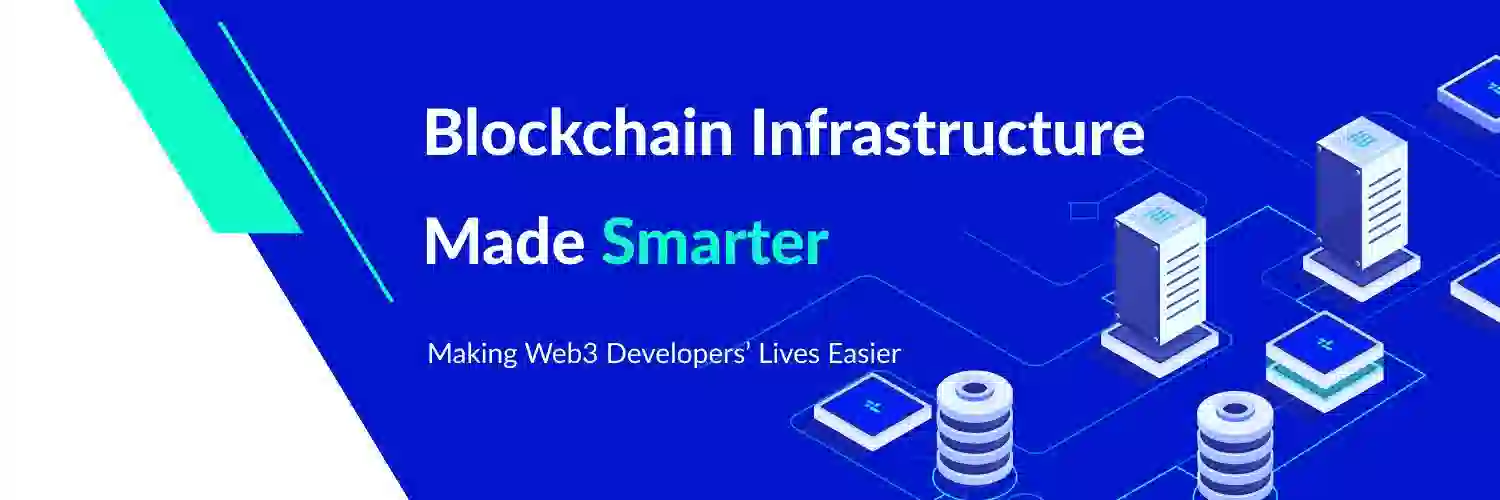 Blockchain Infrastructure
Made Smarter
Making Web3 Developers’ Lives Easier